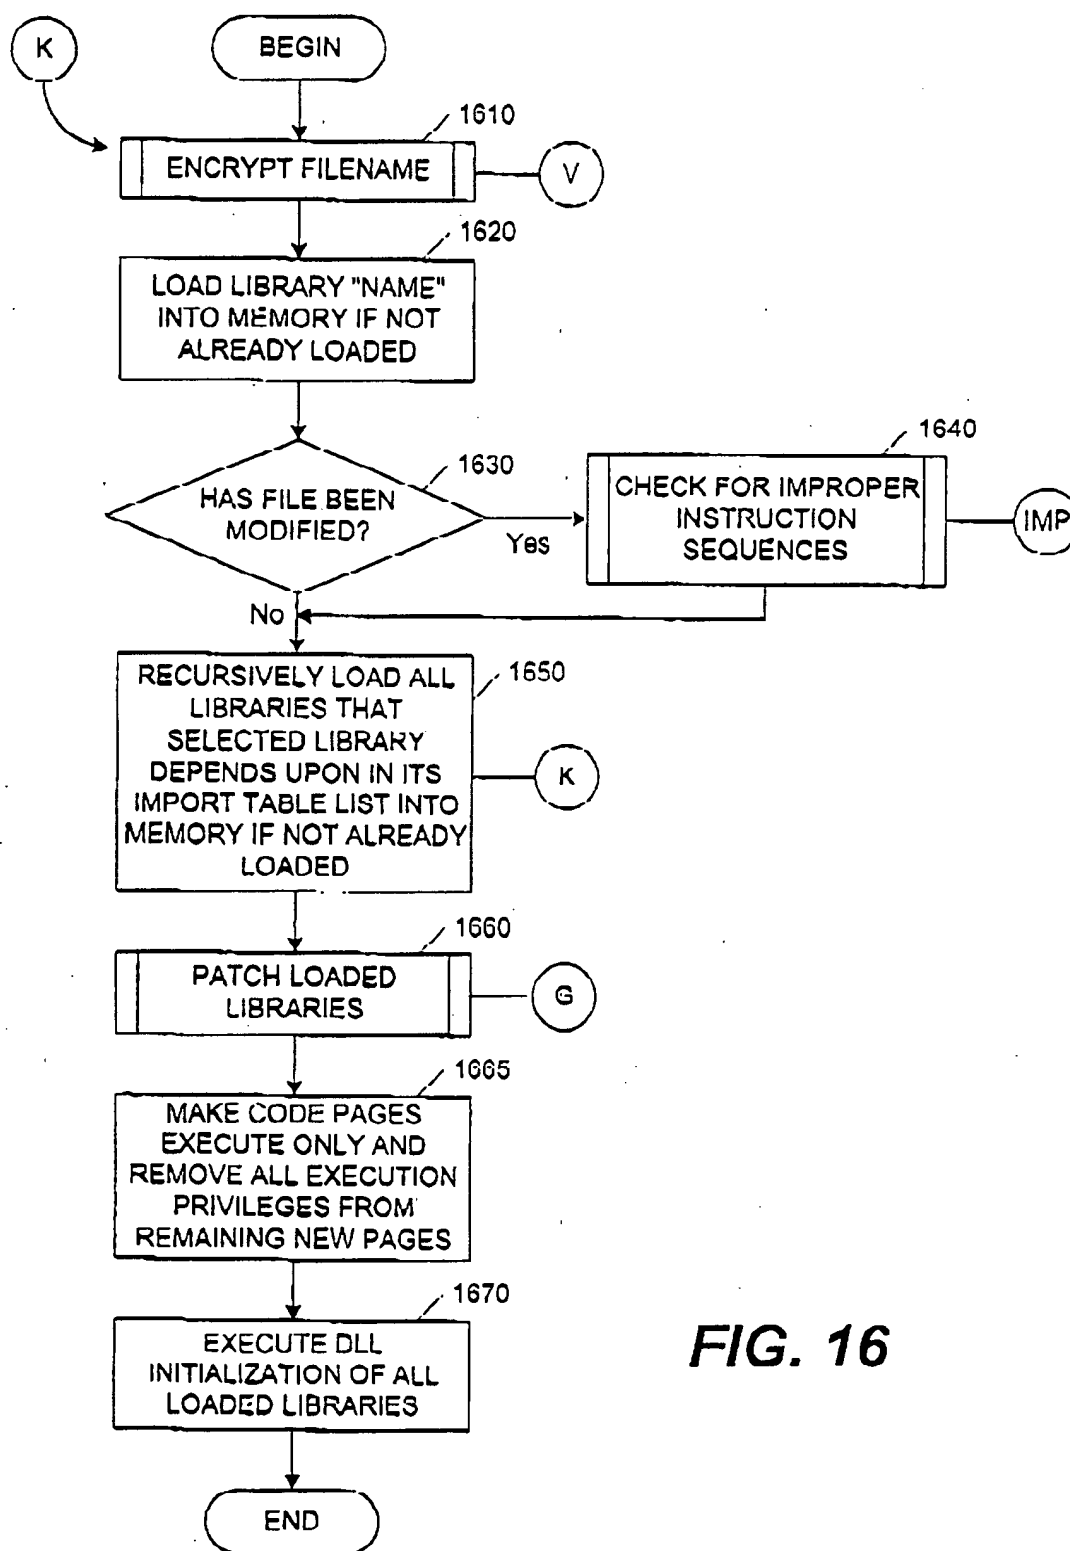 K
BEGIN
1610
ENCRYPT FILENAME
V
1620
LOAD LIBRARY "NAME"
INTO MEMORY IF NOT
ALREADY LOADED
1630
HAS FILE BEEN
MODIFIED?
Yes
1640
CHECK FOR IMPROPER
INSTRUCTION
SEQUENCES
IMP
No
1650
RECURSIVELY LOAD ALL
LIBRARIES THAT
SELECTED LIBRARY
DEPENDS UPON IN ITS
IMPORT TABLE LIST INTO
MEMORY IF NOT ALREADY
LOADED
K
1660
PATCH LOADED
LIBRARIES
G
1665
MAKE CODE PAGES
EXECUTE ONLY AND
REMOVE ALL EXECUTION
PRIVILEGES FROM
REMAINING NEW PAGES
1670
EXECUTE DLL
INITIALIZATION OF ALL
LOADED LIBRARIES
END
FIG. 16